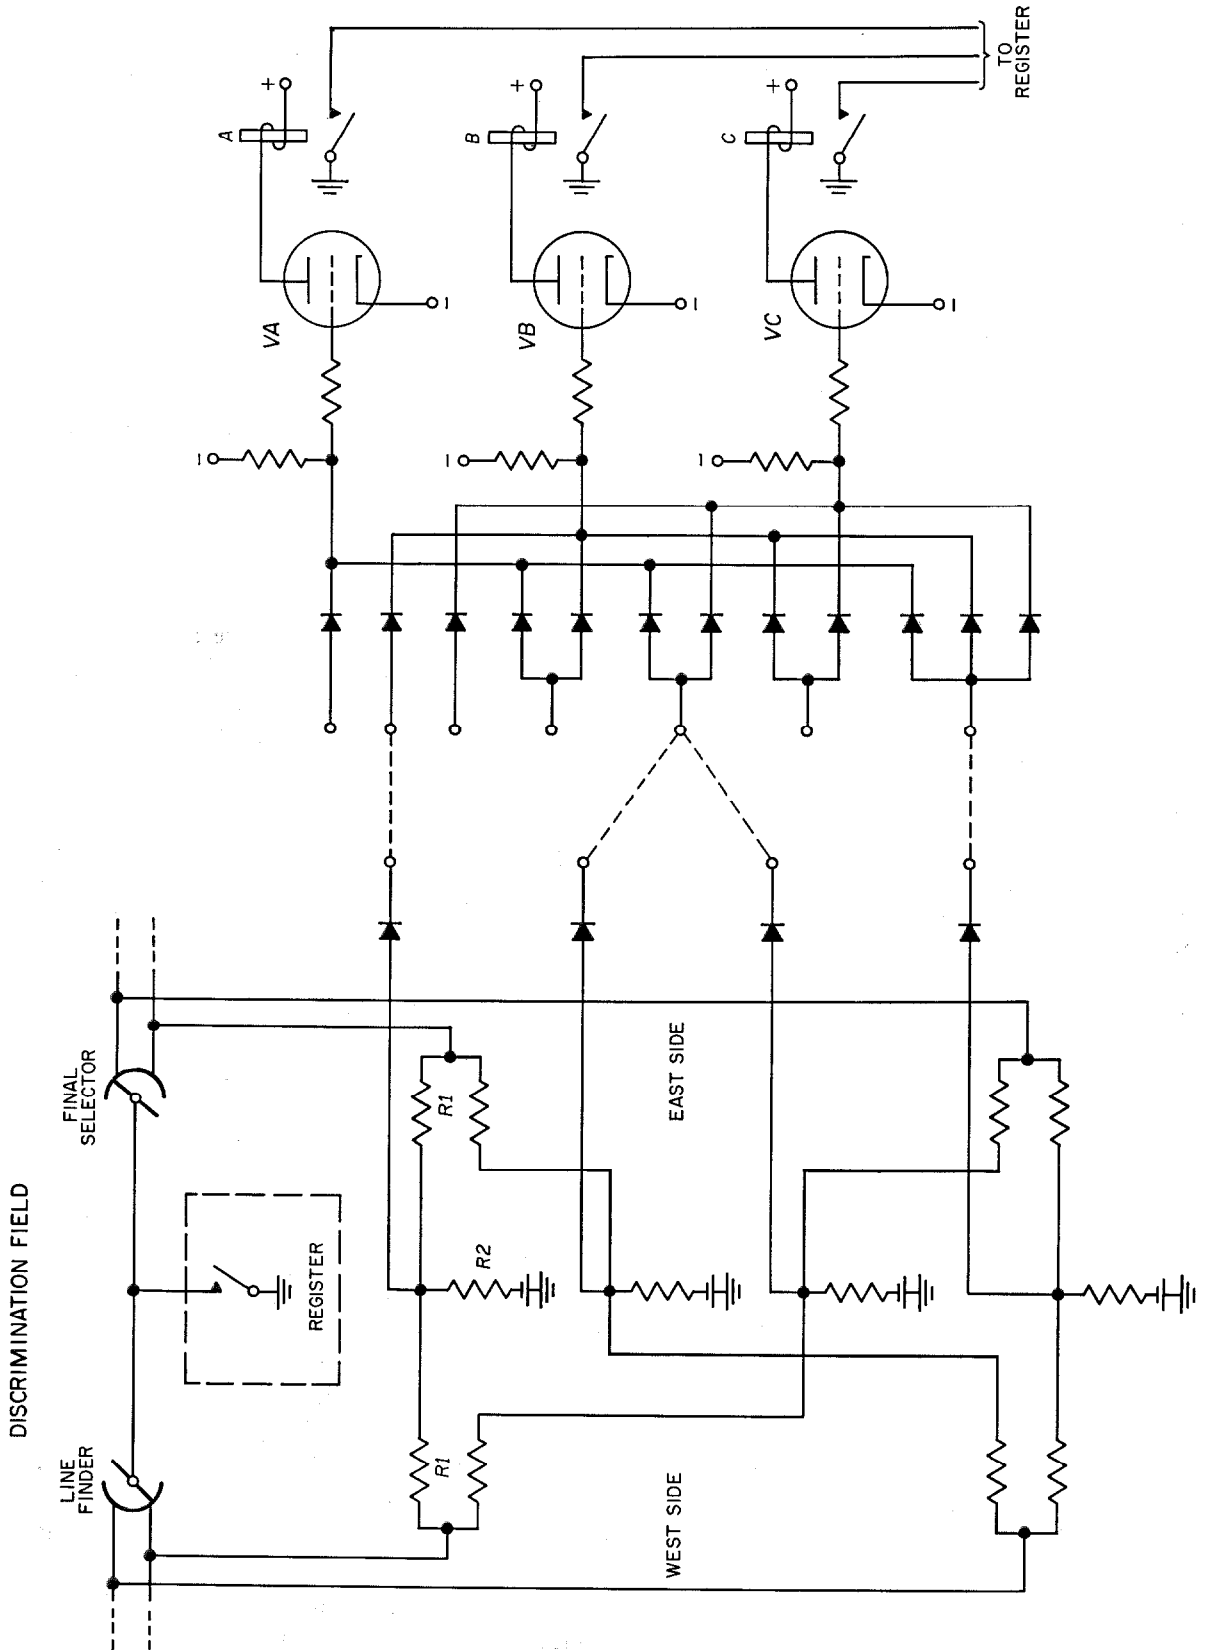 DISCRIMINATION FIELD
LINE
FINDER
FINAL
SELECTOR
REGISTER
WEST SIDE
EAST SIDE
R1
R1
R2
VA
VB
VC
A
B
C
+
+
+
–
–
–
–
–
–
TO
REGISTER